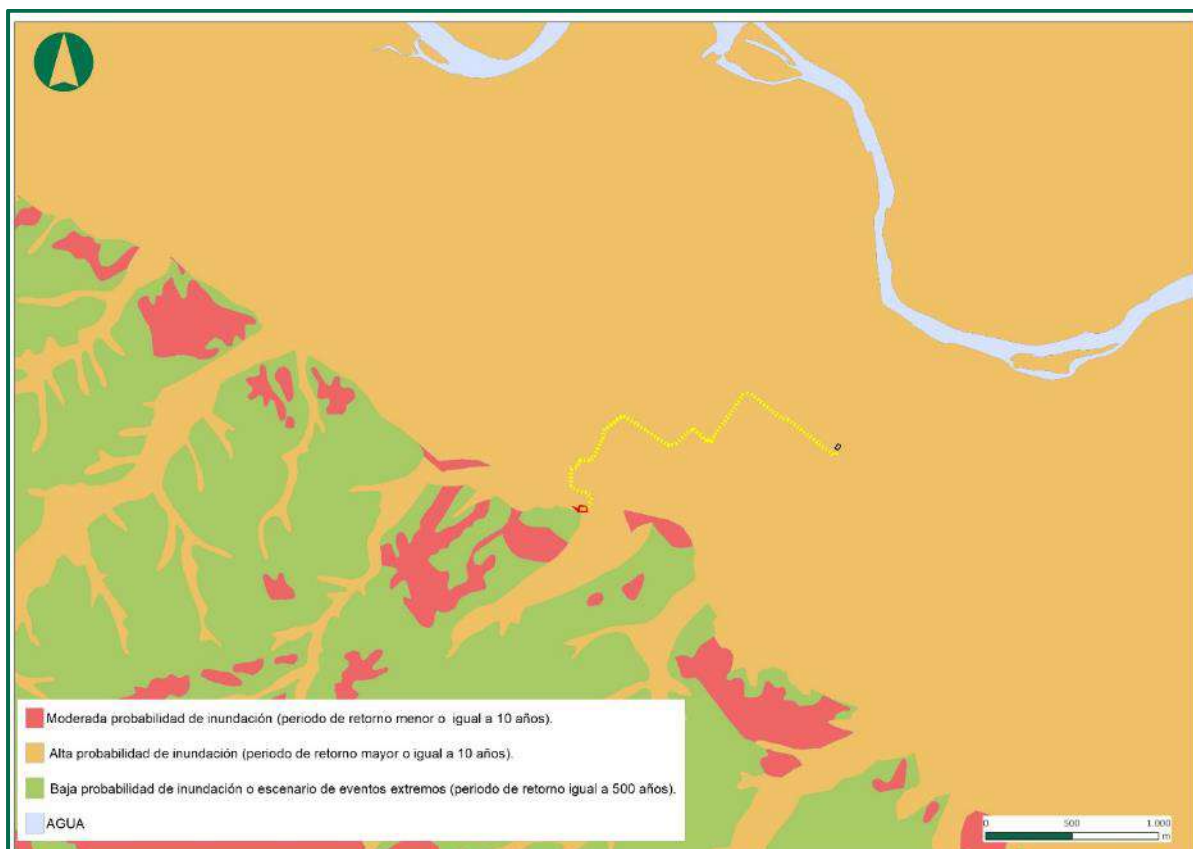 Moderada probabilidad de inundación (periodo de retorno menor o igual a 10 años).
Alta probabilidad de inundación (periodo de retorno mayor o igual a 10 años).
Baja probabilidad de inundación o escenario de eventos extremos (periodo de retorno igual a 500 años).
AGUA
0 500 1.000
m